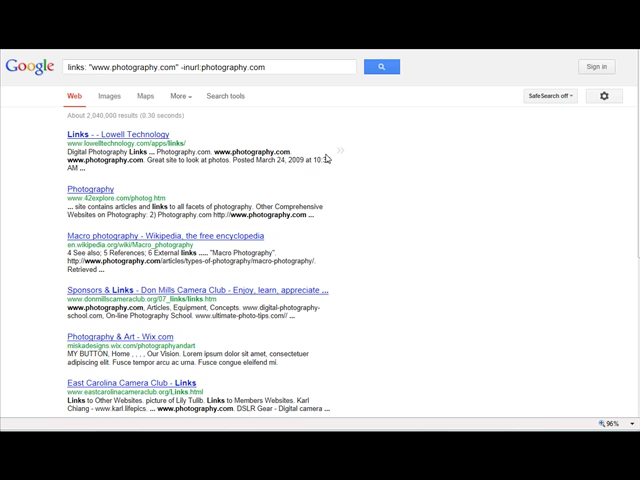 Google links: "www.photography.com" -inurl:photography.com Sign in
Web Images Maps More Search tools SafeSearch off
About 2,040,000 results (0.30 seconds)
Links - - Lowell Technology
www.lowelltechnology.com/apps/links/
Digital Photography Links ... Photography.com. www.photography.com.
www.photography.com. Great site to look at photos. Posted March 24, 2009 at 10:3
AM ...
Photography
www.42explore.com/photog.htm
... site contains articles and links to all facets of photography. Other Comprehensive
Websites on Photography: 2) Photography.com http://www.photography.com ...
Macro photography - Wikipedia, the free encyclopedia
en.wikipedia.org/wiki/Macro_photography
4 See also; 5 References; 6 External links ..... "Macro Photography".
http://www.photography.com/articles/types-of-photography/macro-photography/.
Retrieved ...
Sponsors & Links - Don Mills Camera Club - Enjoy, learn, appreciate ...
www.donmillscameraclub.org/07_links/links.htm
www.photography.com, Articles, Equipment, Concepts. www.digital-photography-
school.com, On-line Photography School. www.ultimate-photo-tips.com// ...
Photography & Art - Wix.com
miskadesigns.wix.com/photographyandart
MY BUTTON, Home , , , , Our Vision. Lorem ipsum dolor sit amet, consectetuer
adipiscing elit. Fusce tempor arcu ac urna. Fusce congue eleifend mi.
East Carolina Camera Club - Links
www.eastcarolinacameraclub.org/Links.html
Links to Other Websites. picture of Lily Tulib. Links to Members Websites. Karl
Chiang - www.karl.lifepics. ... www.photography.com. DSLR Gear - Digital camera ...
96%